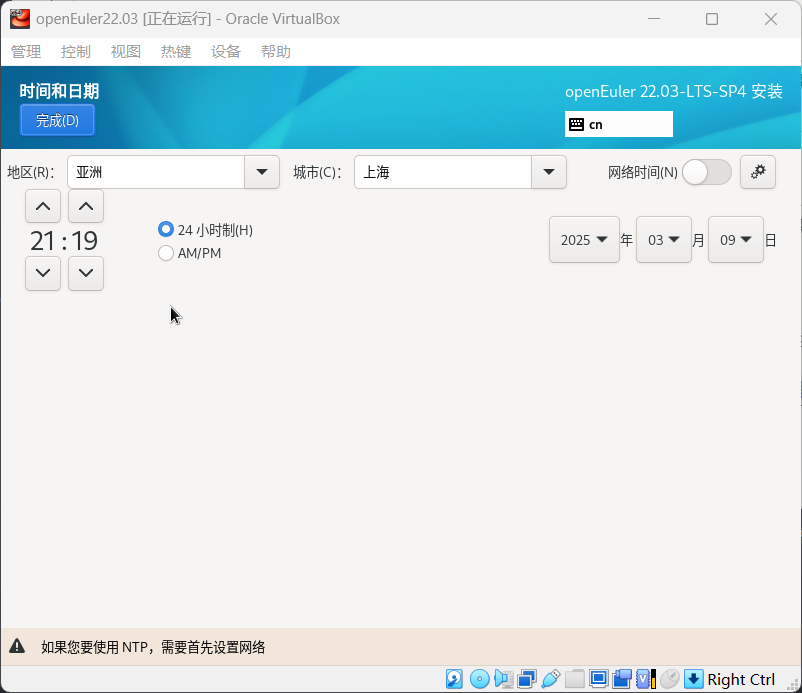 openEuler22.03 [正在运行] - Oracle VirtualBox
管理 控制 视图 热键 设备 帮助
时间和日期
openEuler 22.03-LTS-SP4 安装
完成(D)
cn
地区(R): 亚洲 城市(C): 上海 网络时间(N)
21:19
24 小时制(H)
AM/PM
2025 年 03 月 09 日
如果您要使用 NTP，需要首先设置网络
Right Ctrl